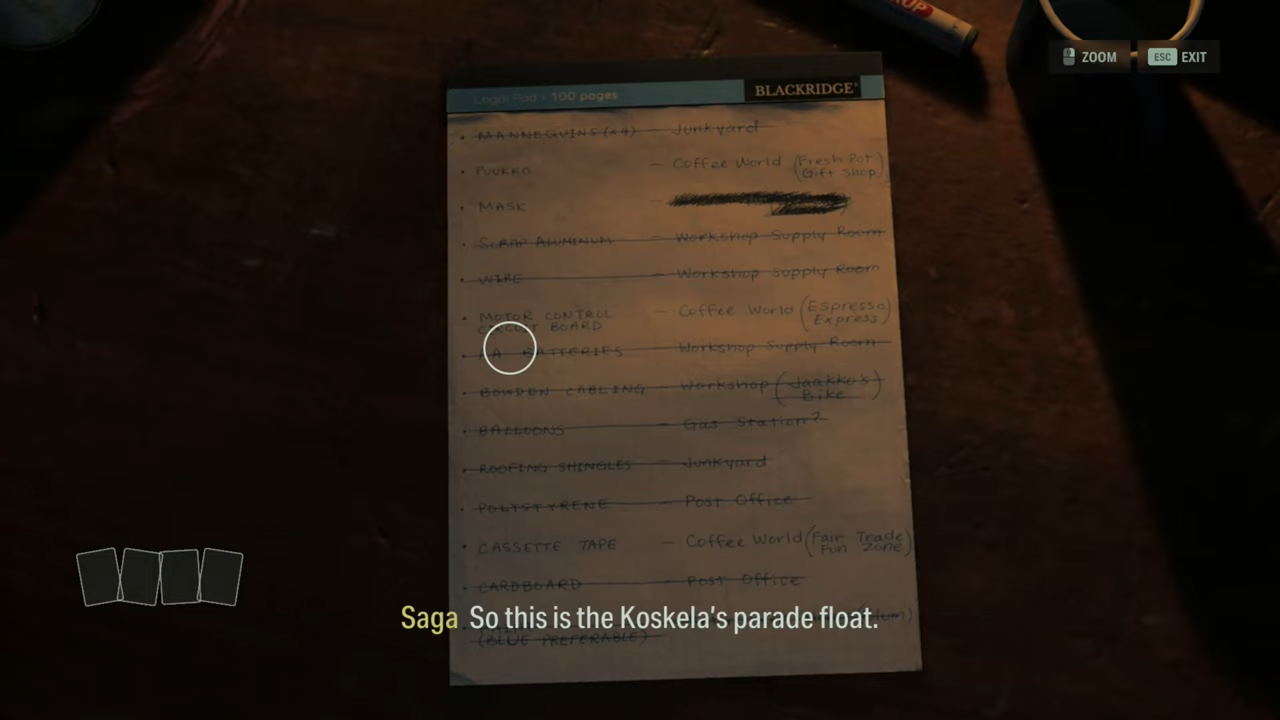 UP
ZOOM
ESC EXIT
Legal Pad - 100 pages
BLACKRIDGE
• MANNEQUINS (x4) — Junkyard
• PUUKKO — Coffee World (Fresh Pot Gift Shop)
• MASK —
• SCRAP ALUMINUM — Workshop Supply Room
• WIRE — Workshop Supply Room
• MOTOR CONTROL CIRCUIT BOARD — Coffee World (Espresso Express)
• AA BATTERIES — Workshop Supply Room
• BOWDEN CABLING — Workshop (Jaakko's Bike)
• BALLOONS — Gas Station?
• ROOFING SHINGLES — Junkyard
• POLYSTYRENE — Post Office
• CASSETTE TAPE — Coffee World (Fair Trade Fun Zone)
• CARDBOARD — Post Office
Saga So this is the Koskela's parade float.
(BLUE PREFERABLE)